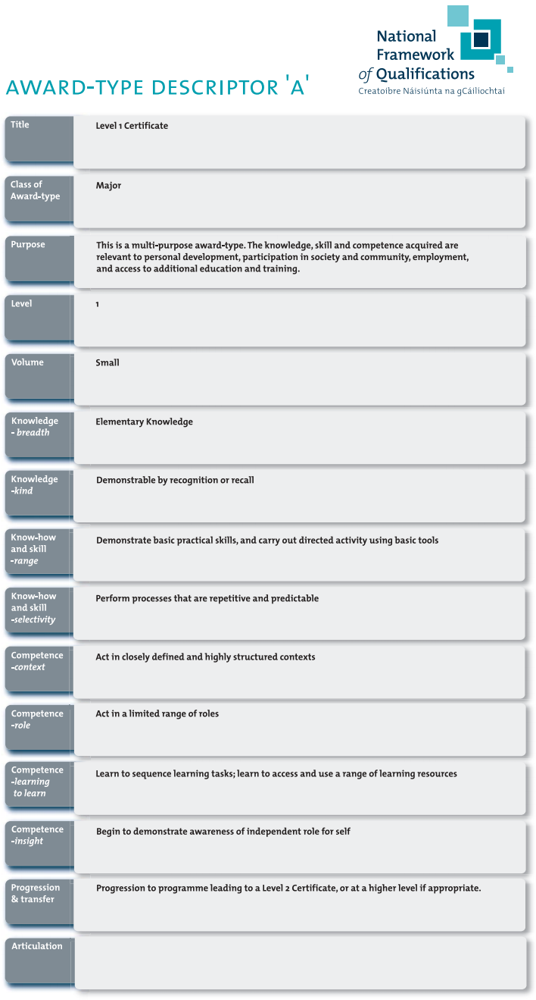 National
Framework
of Qualifications
Creatoibre Náisiúnta na gCáilíochtaí
AWARD-TYPE DESCRIPTOR 'A'
Title
Level 1 Certificate
Class of
Award-type
Major
Purpose
This is a multi-purpose award-type. The knowledge, skill and competence acquired are
relevant to personal development, participation in society and community, employment,
and access to additional education and training.
Level
1
Volume
Small
Knowledge
- breadth
Elementary Knowledge
Knowledge
-kind
Demonstrable by recognition or recall
Know-how
and skill
-range
Demonstrate basic practical skills, and carry out directed activity using basic tools
Know-how
and skill
-selectivity
Perform processes that are repetitive and predictable
Competence
-context
Act in closely defined and highly structured contexts
Competence
-role
Act in a limited range of roles
Competence
-learning
to learn
Learn to sequence learning tasks; learn to access and use a range of learning resources
Competence
-insight
Begin to demonstrate awareness of independent role for self
Progression
& transfer
Progression to programme leading to a Level 2 Certificate, or at a higher level if appropriate.
Articulation